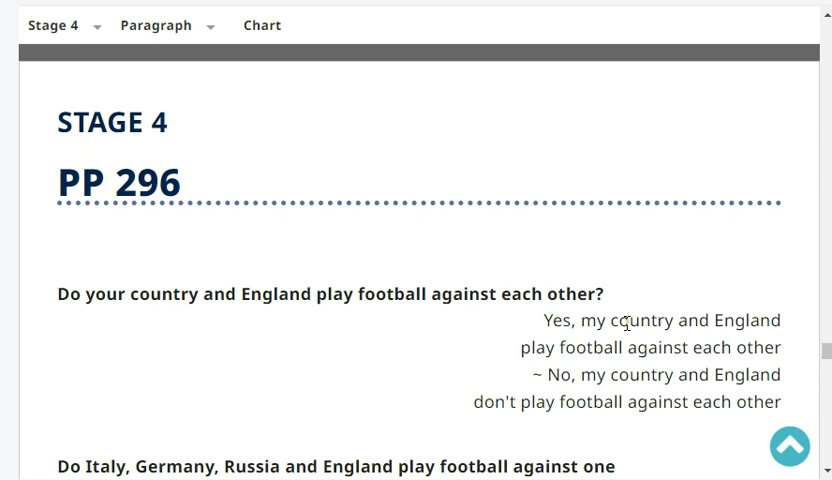 Stage 4 Paragraph Chart
STAGE 4
PP 296
Do your country and England play football against each other?
Yes, my country and England
play football against each other
~ No, my country and England
don't play football against each other
Do Italy, Germany, Russia and England play football against one